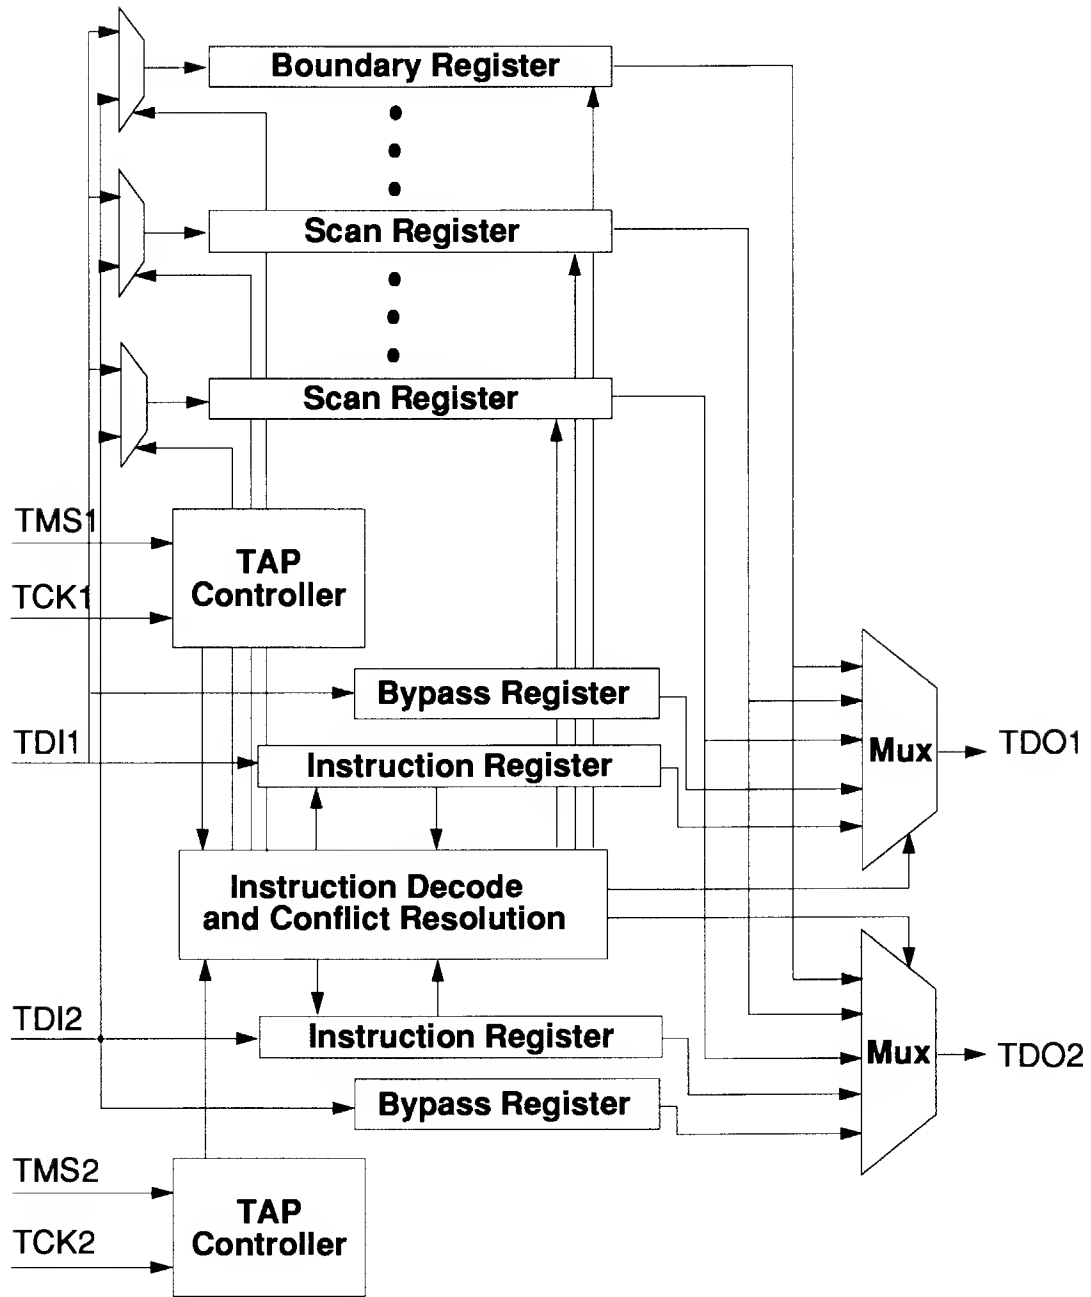 Boundary Register
Scan Register
Scan Register
TMS1
TAP
Controller
TCK1
Bypass Register
TDI1
Instruction Register
Mux
TDO1
Instruction Decode
and Conflict Resolution
TDI2
Instruction Register
Mux
TDO2
Bypass Register
TMS2
TAP
Controller
TCK2